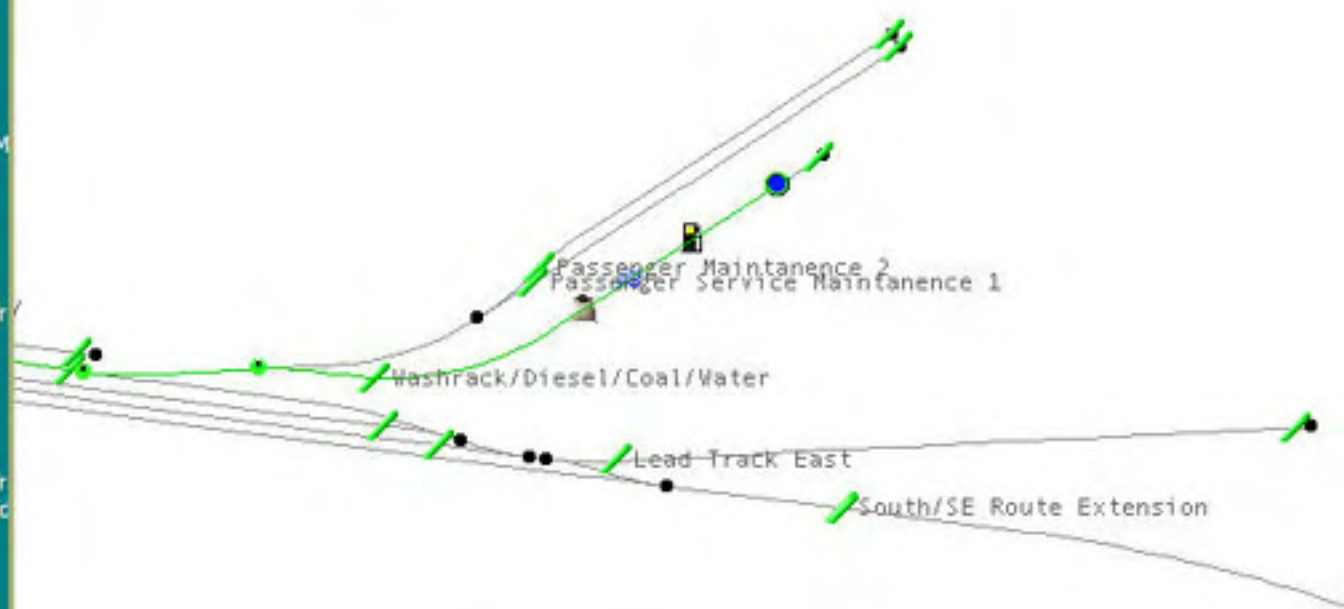 Passenger Maintanence 2
Passenger Service Maintanence 1
Washrack/Diesel/Coal/Water
Lead Track East
South/SE Route Extension